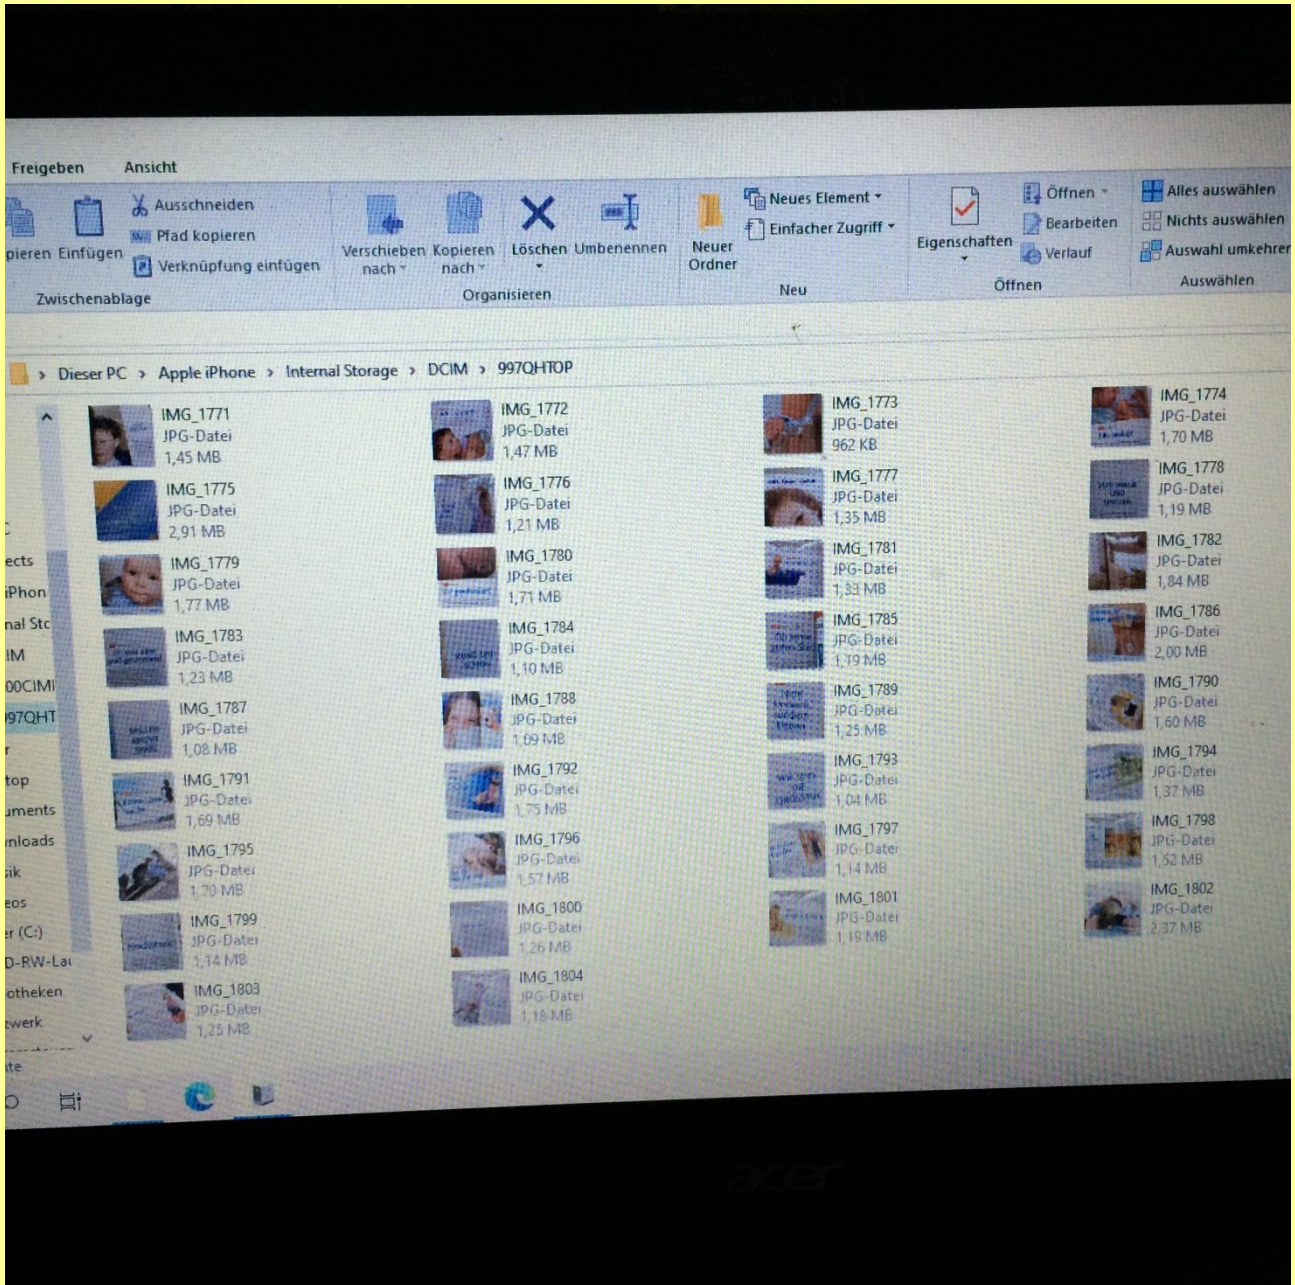 Freigeben Ansicht
Ausschneiden
Pfad kopieren
Verknüpfung einfügen
Einfügen
Zwischenablage
Verschieben nach
Kopieren nach
Löschen
Umbenennen
Organisieren
Neuer Ordner
Neues Element
Einfacher Zugriff
Neu
Eigenschaften
Öffnen
Bearbeiten
Verlauf
Öffnen
Alles auswählen
Nichts auswählen
Auswahl umkehren
Auswählen
> Dieser PC > Apple iPhone > Internal Storage > DCIM > 997QHTOP
IMG_1771
JPG-Datei
1,45 MB
IMG_1772
JPG-Datei
1,47 MB
IMG_1773
JPG-Datei
962 KB
IMG_1774
JPG-Datei
1,70 MB
IMG_1775
JPG-Datei
2,91 MB
IMG_1776
JPG-Datei
1,21 MB
IMG_1777
JPG-Datei
1,35 MB
IMG_1778
JPG-Datei
1,19 MB
IMG_1779
JPG-Datei
1,77 MB
IMG_1780
JPG-Datei
1,71 MB
IMG_1781
JPG-Datei
1,33 MB
IMG_1782
JPG-Datei
1,84 MB
IMG_1783
JPG-Datei
1,23 MB
IMG_1784
JPG-Datei
1,10 MB
IMG_1785
JPG-Datei
1,19 MB
IMG_1786
JPG-Datei
2,00 MB
IMG_1787
JPG-Datei
1,08 MB
IMG_1788
JPG-Datei
1,09 MB
IMG_1789
JPG-Datei
1,25 MB
IMG_1790
JPG-Datei
1,60 MB
IMG_1791
JPG-Datei
1,69 MB
IMG_1792
JPG-Datei
1,75 MB
IMG_1793
JPG-Datei
1,04 MB
IMG_1794
JPG-Datei
1,37 MB
IMG_1795
JPG-Datei
1,70 MB
IMG_1796
JPG-Datei
1,57 MB
IMG_1797
JPG-Datei
1,14 MB
IMG_1798
JPG-Datei
1,52 MB
IMG_1799
JPG-Datei
1,14 MB
IMG_1800
JPG-Datei
1,26 MB
IMG_1801
JPG-Datei
1,19 MB
IMG_1802
JPG-Datei
2,37 MB
IMG_1803
JPG-Datei
1,25 MB
IMG_1804
JPG-Datei
1,18 MB
acer